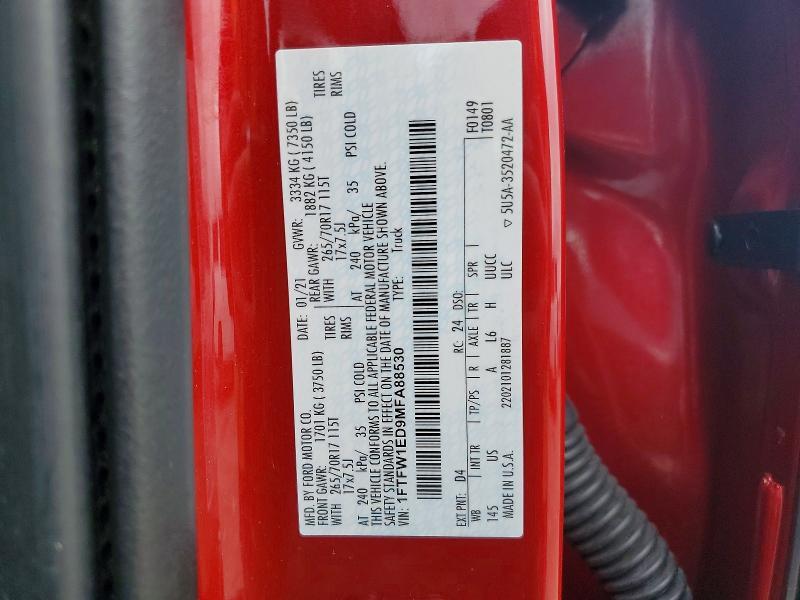 MFD. BY FORD MOTOR CO.
DATE: 01/21 GVWR: 3334 KG ( 7350 LB)
FRONT GAWR: 1701 KG ( 3750 LB) REAR GAWR: 1882 KG ( 4150 LB)
WITH 265/70R17 115T TIRES WITH 265/70R17 115T TIRES
17x7.5J RIMS 17x7.5J RIMS
AT 240 kPa/ 35 PSI COLD AT 240 kPa/ 35 PSI COLD
THIS VEHICLE CONFORMS TO ALL APPLICABLE FEDERAL MOTOR VEHICLE
SAFETY STANDARDS IN EFFECT ON THE DATE OF MANUFACTURE SHOWN ABOVE.
VIN: 1FTFW1ED9MFA88530
TYPE: Truck
F0149
EXT PNT: D4 RC: 24 DSO: T0801
WB INT TR TP/PS R AXLE TR SPR
145 US A L6 H UUCC
2202101281887 ULC
MADE IN U.S.A. ▽ 5U5A-3520472-AA